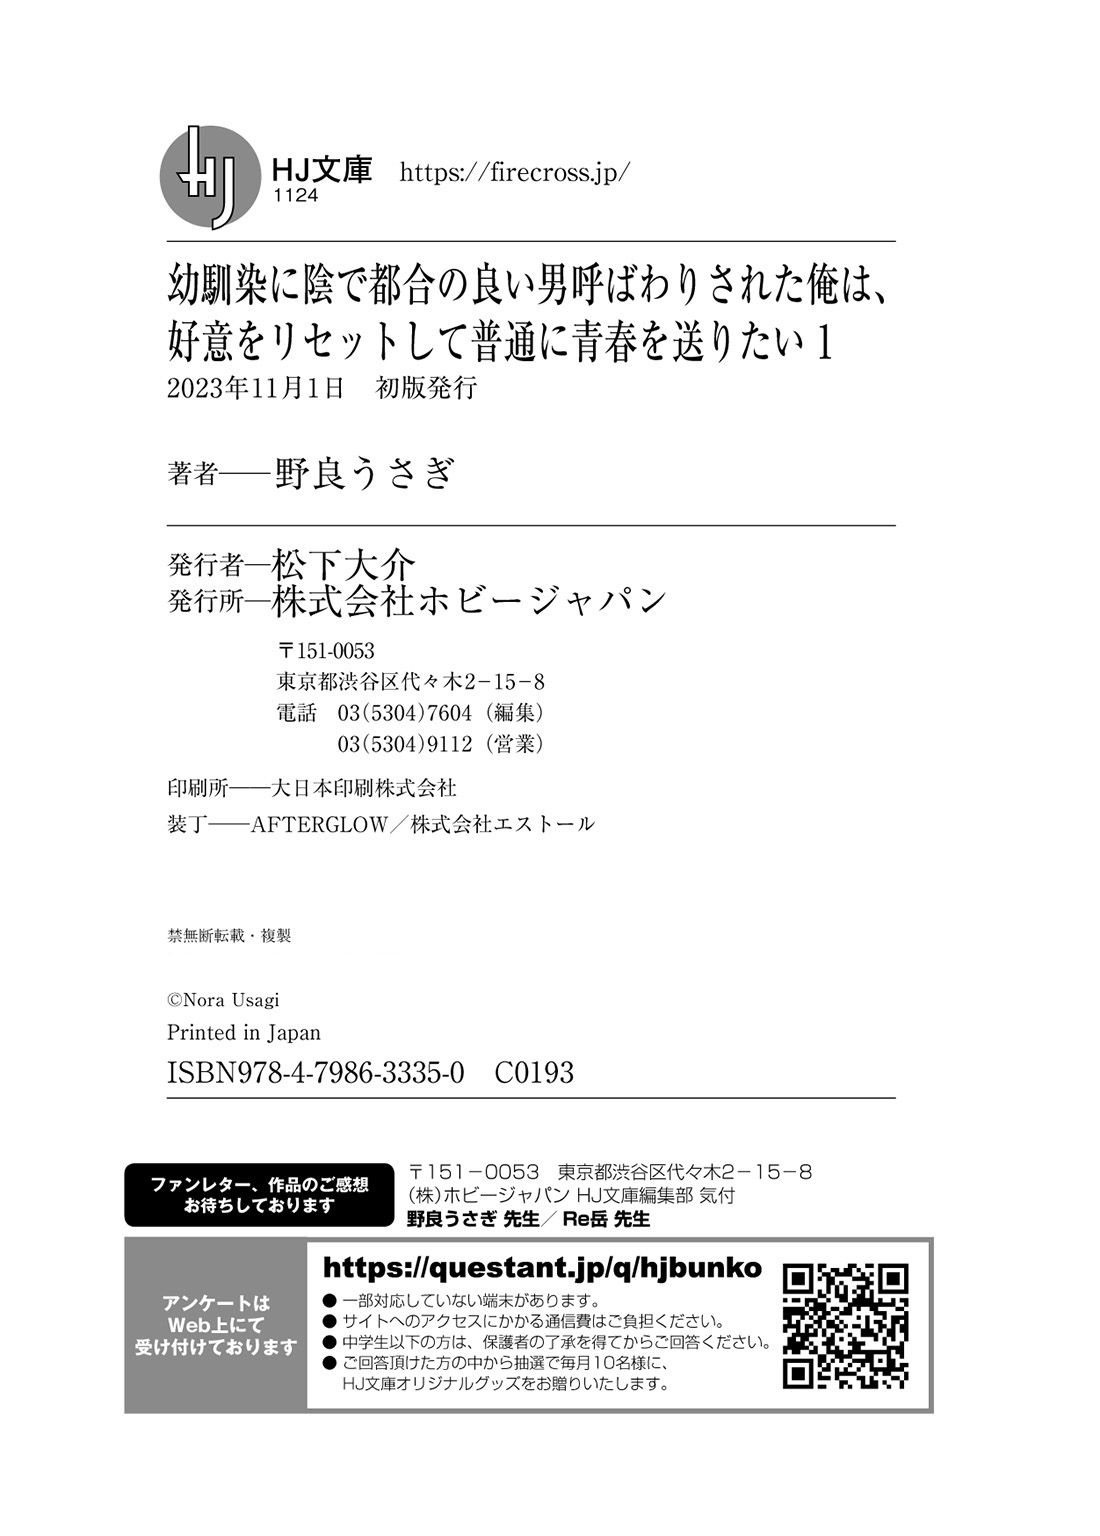 HJ
HJ文庫 https://firecross.jp/
1124
幼馴染に陰で都合の良い男呼ばわりされた俺は、
好意をリセットして普通に青春を送りたい 1
2023年11月1日　初版発行
著者――野良うさぎ
発行者―松下大介
発行所―株式会社ホビージャパン
〒151-0053
東京都渋谷区代々木2−15−8
電話　03(5304)7604（編集）
03(5304)9112（営業）
印刷所――大日本印刷株式会社
装丁――AFTERGLOW／株式会社エストール
禁無断転載・複製
©Nora Usagi
Printed in Japan
ISBN978-4-7986-3335-0　C0193
ファンレター、作品のご感想
お待ちしております
〒151−0053　東京都渋谷区代々木2−15−8
(株)ホビージャパン HJ文庫編集部 気付
野良うさぎ 先生／ Re岳 先生
アンケートは
Web上にて
受け付けております
https://questant.jp/q/hjbunko
● 一部対応していない端末があります。
● サイトへのアクセスにかかる通信費はご負担ください。
● 中学生以下の方は、保護者の了承を得てからご回答ください。
● ご回答頂けた方の中から抽選で毎月10名様に、
HJ文庫オリジナルグッズをお贈りいたします。